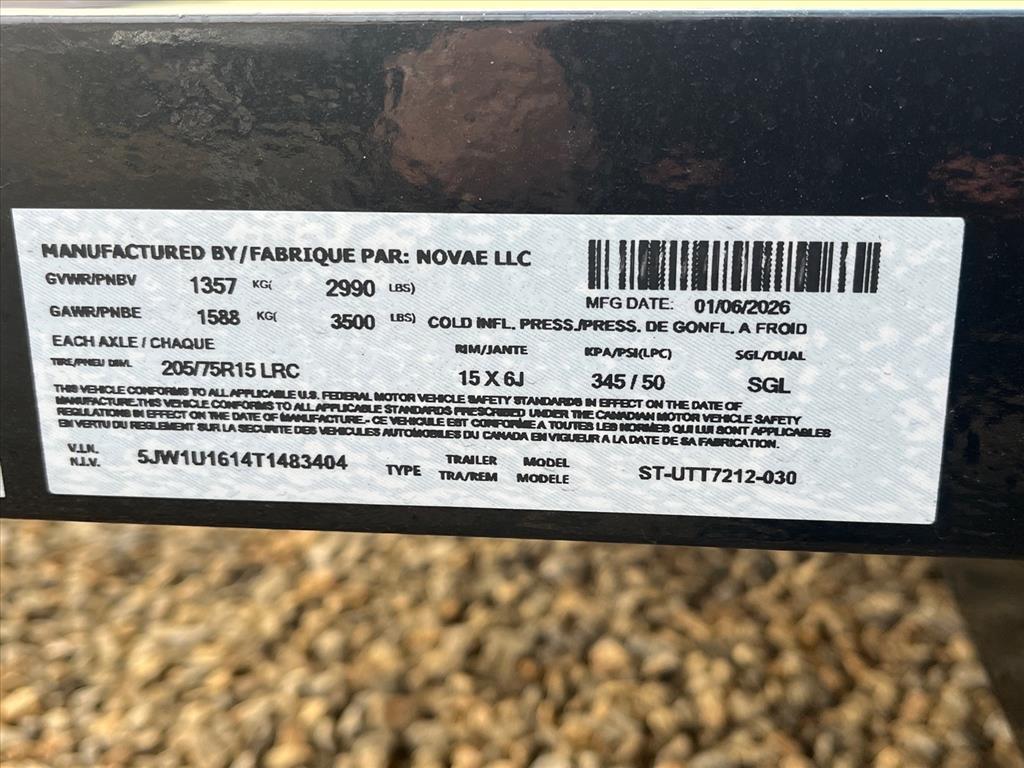 MANUFACTURED BY/FABRIQUE PAR: NOVAE LLC
GVWR/PNBV 1357 KG( 2990 LBS)
MFG DATE: 01/06/2026
GAWR/PNBE 1588 KG( 3500 LBS) COLD INFL. PRESS./PRESS. DE GONFL. A FROID
EACH AXLE / CHAQUE RIM/JANTE KPA/PSI(LPC) SGL/DUAL
TIRE/PNEU DIM. 205/75R15 LRC 15 X 6J 345 / 50 SGL
THIS VEHICLE CONFORMS TO ALL APPLICABLE U.S. FEDERAL MOTOR VEHICLE SAFETY STANDARDS IN EFFECT ON THE DATE OF
MANUFACTURE.THIS VEHICLE CONFORMS TO ALL APPLICABLE STANDARDS PRESCRIBED UNDER THE CANADIAN MOTOR VEHICLE SAFETY
REGULATIONS IN EFFECT ON THE DATE OF MANUFACTURE.- CE VEHICULE EST CONFORME A TOUTES LES NORMES QUI LUI SONT APPLICABLES
EN VERTU DU REGLEMENT SUR LA SECURITE DES VEHICULES AUTOMOBILES DU CANADA EN VIGUEUR A LA DATE DE SA FABRICATION.
V.I.N. 5JW1U1614T1483404 TYPE TRAILER MODEL ST-UTT7212-030
N.I.V. TRA/REM MODELE